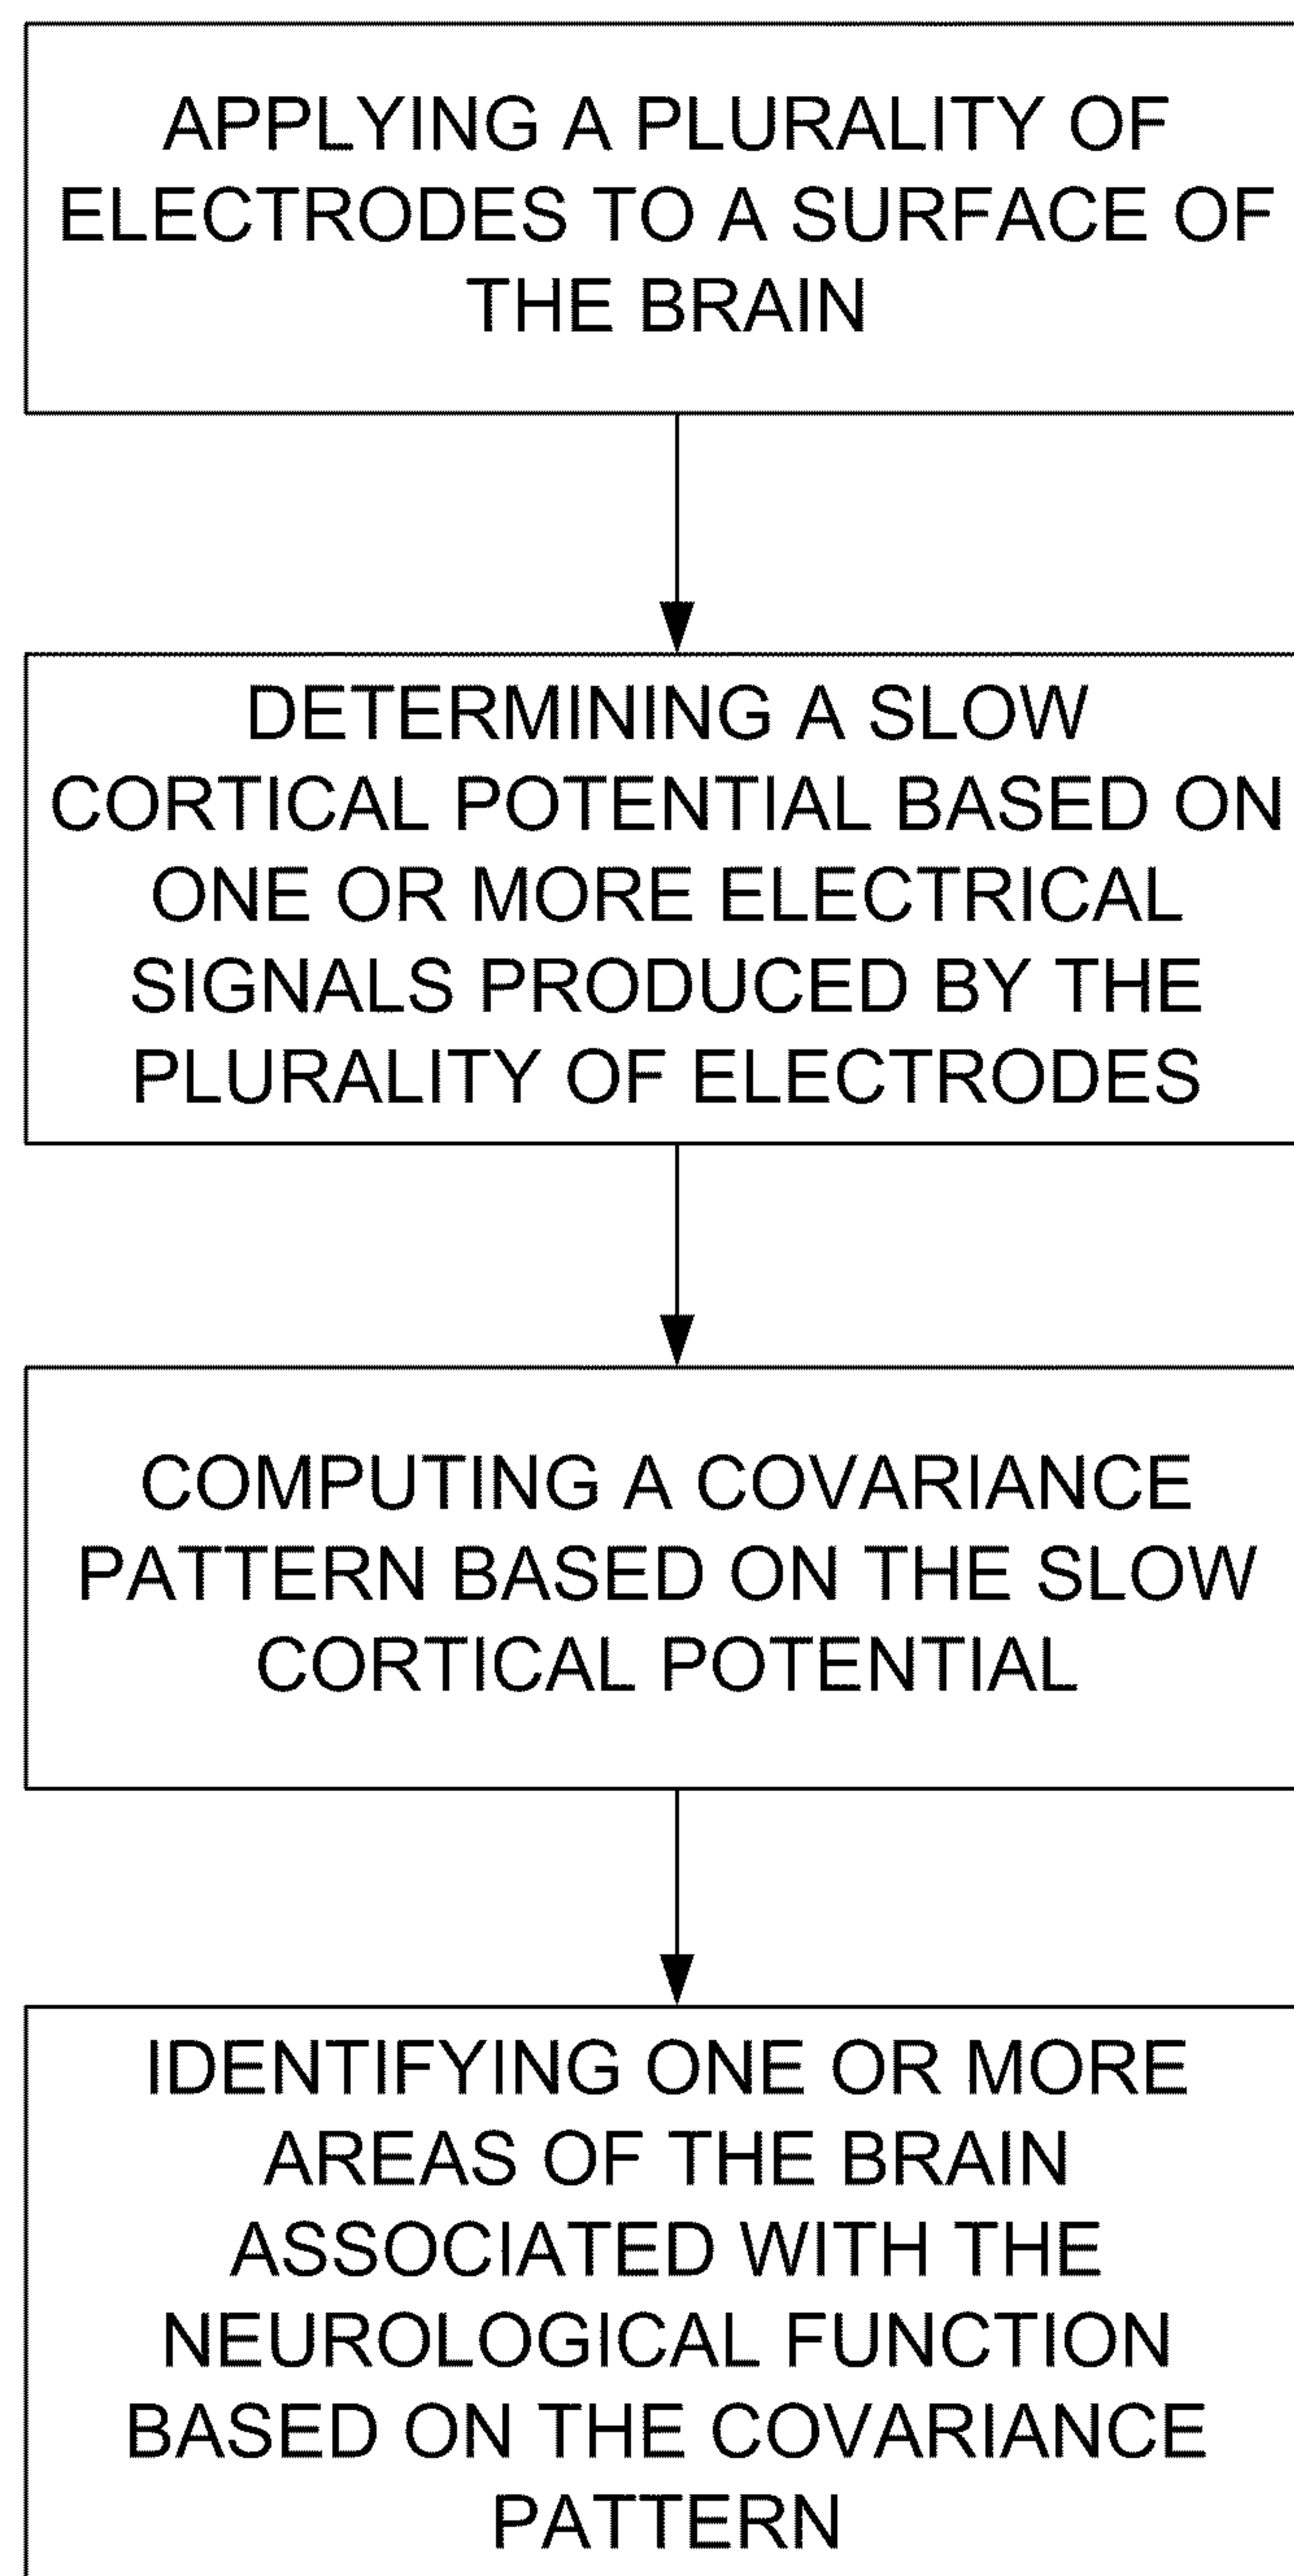 APPLYING A PLURALITY OF
ELECTRODES TO A SURFACE OF
THE BRAIN
DETERMINING A SLOW
CORTICAL POTENTIAL BASED ON
ONE OR MORE ELECTRICAL
SIGNALS PRODUCED BY THE
PLURALITY OF ELECTRODES
COMPUTING A COVARIANCE
PATTERN BASED ON THE SLOW
CORTICAL POTENTIAL
IDENTIFYING ONE OR MORE
AREAS OF THE BRAIN
ASSOCIATED WITH THE
NEUROLOGICAL FUNCTION
BASED ON THE COVARIANCE
PATTERN